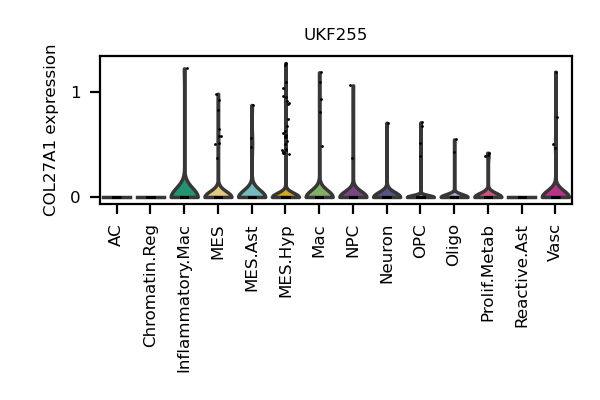 UKF255
COL27A1 expression
1
0
AC
Chromatin.Reg
Inflammatory.Mac
MES
MES.Ast
MES.Hyp
Mac
NPC
Neuron
OPC
Oligo
Prolif.Metab
Reactive.Ast
Vasc